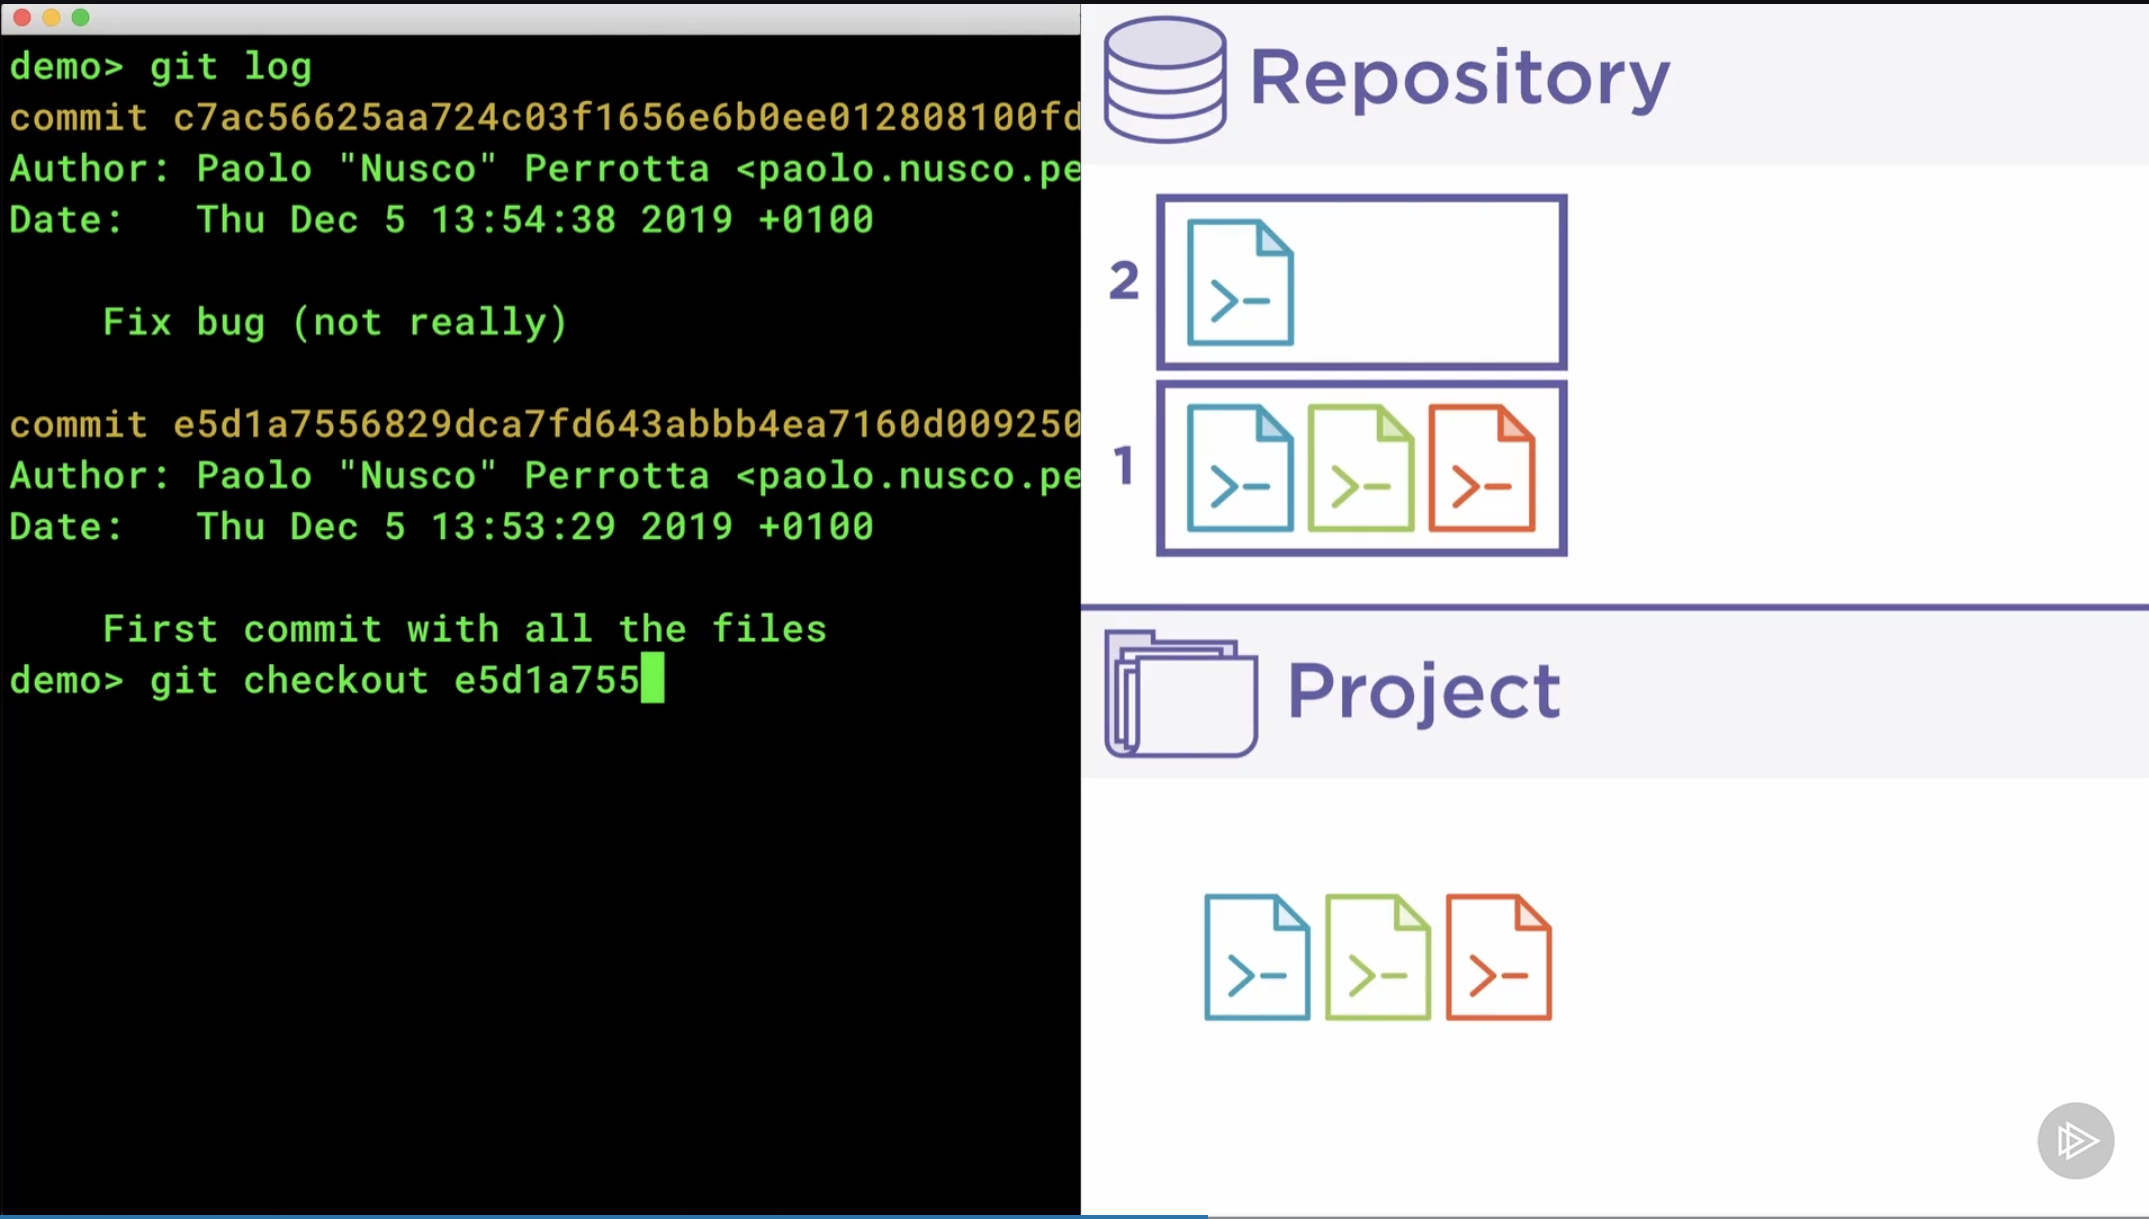 demo> git log
commit c7ac56625aa724c03f1656e6b0ee012808100fd
Author: Paolo "Nusco" Perrotta <paolo.nusco.pe
Date:   Thu Dec 5 13:54:38 2019 +0100
Fix bug (not really)
commit e5d1a7556829dca7fd643abbb4ea7160d009250
Author: Paolo "Nusco" Perrotta <paolo.nusco.pe
Date:   Thu Dec 5 13:53:29 2019 +0100
First commit with all the files
demo> git checkout e5d1a755
Repository
2
>-
1
>- >- >-
Project
>- >- >-